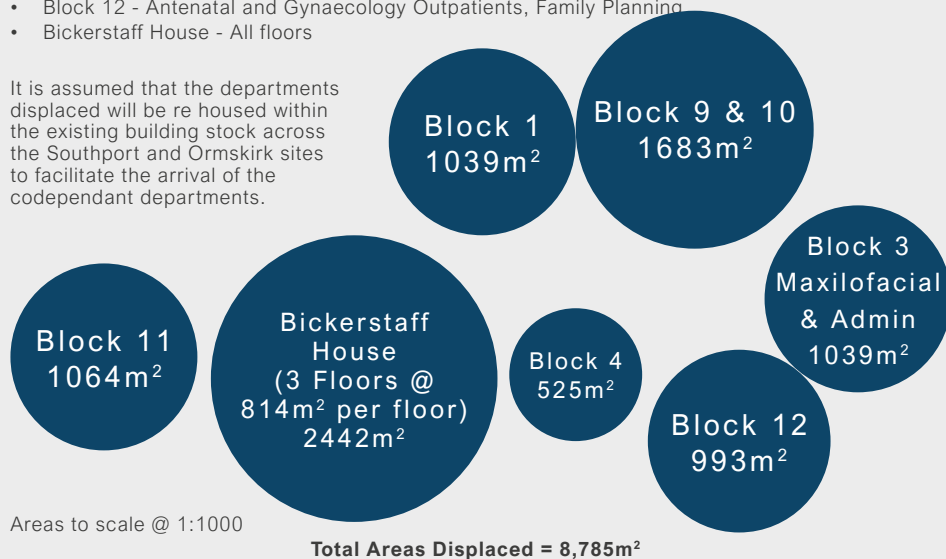 • Block 12 - Antenatal and Gynaecology Outpatients, Family Planning
• Bickerstaff House - All floors
It is assumed that the departments
displaced will be re housed within
the existing building stock across
the Southport and Ormskirk sites
to facilitate the arrival of the
codependant departments.
Block 1
1039m²
Block 9 & 10
1683m²
Block 3
Maxilofacial
& Admin
1039m²
Block 11
1064m²
Bickerstaff
House
(3 Floors @
814m² per floor)
2442m²
Block 4
525m²
Block 12
993m²
Areas to scale @ 1:1000
Total Areas Displaced = 8,785m²